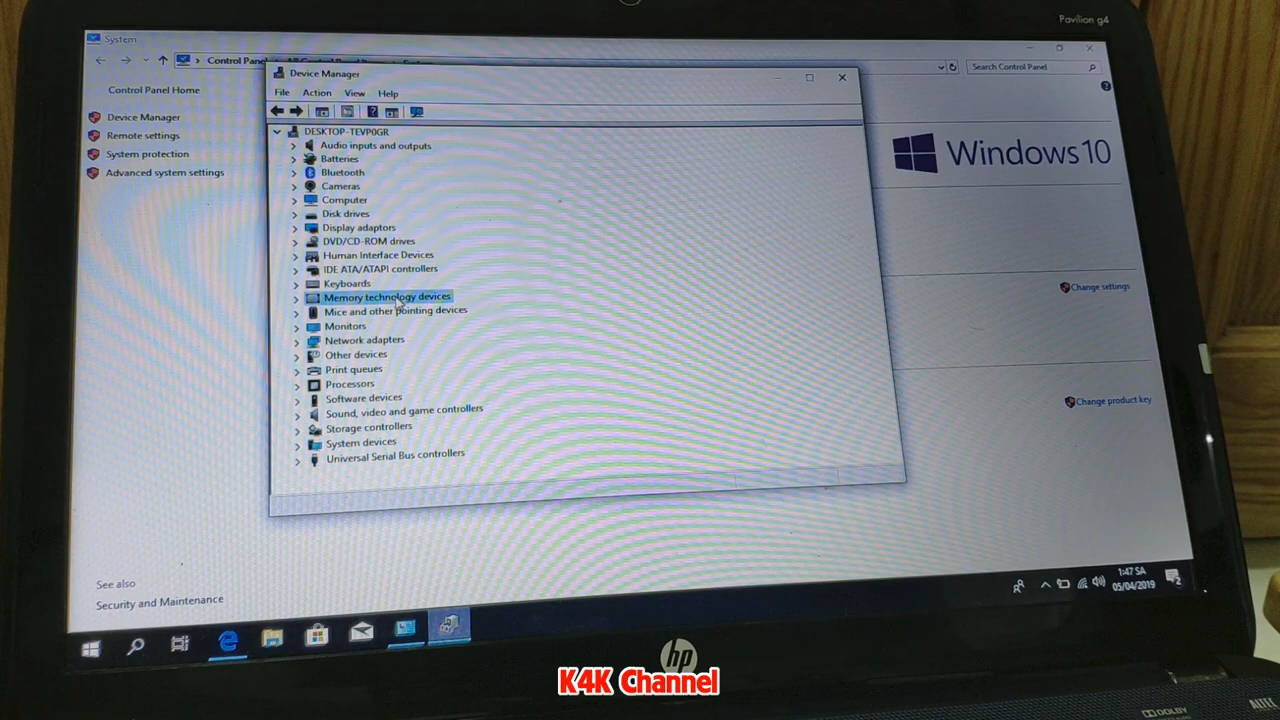 Pavilion g4
System
Control Panel
Search Control Panel
Control Panel Home
Device Manager
Remote settings
System protection
Advanced system settings
Device Manager
File Action View Help
DESKTOP-TEVP0GR
Audio inputs and outputs
Batteries
Bluetooth
Cameras
Computer
Disk drives
Display adaptors
DVD/CD-ROM drives
Human Interface Devices
IDE ATA/ATAPI controllers
Keyboards
Memory technology devices
Mice and other pointing devices
Monitors
Network adapters
Other devices
Print queues
Processors
Software devices
Sound, video and game controllers
Storage controllers
System devices
Universal Serial Bus controllers
Windows 10
Change settings
Change product key
See also
Security and Maintenance
1:47 SA
05/04/2019
2
hp
K4K Channel
DOLBY
ALTEC